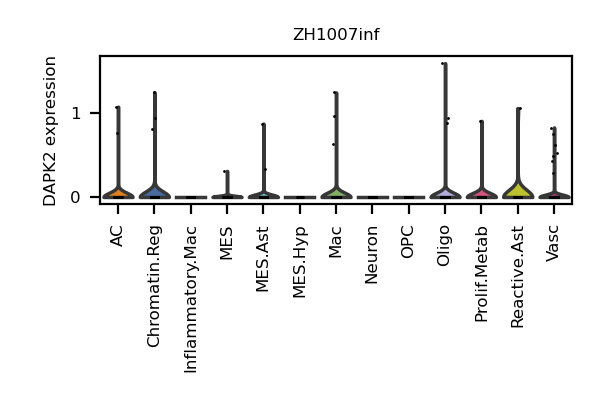 ZH1007inf
DAPK2 expression
1
0
AC
Chromatin.Reg
Inflammatory.Mac
MES
MES.Ast
MES.Hyp
Mac
Neuron
OPC
Oligo
Prolif.Metab
Reactive.Ast
Vasc